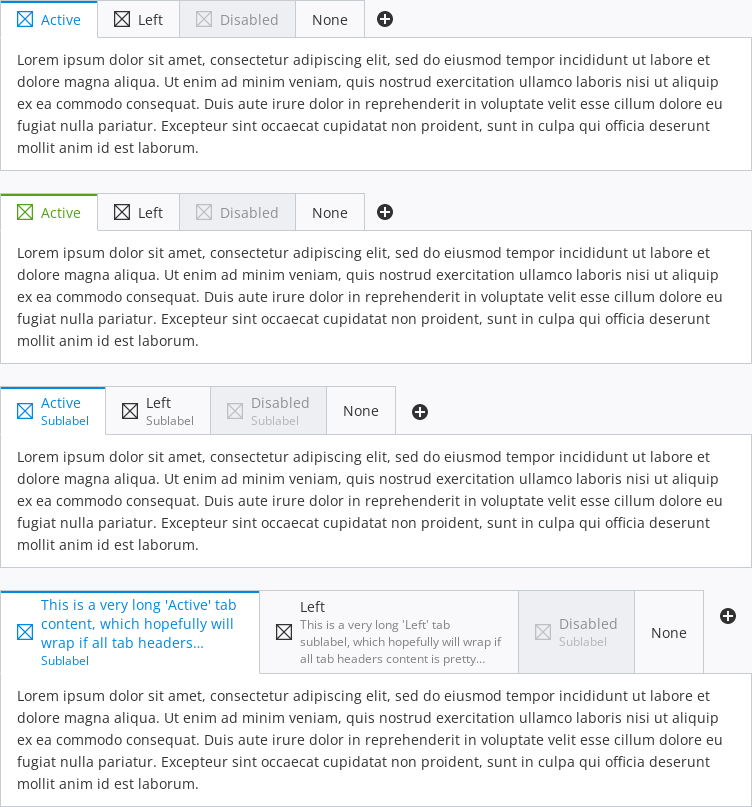 Active Left Disabled None
Lorem ipsum dolor sit amet, consectetur adipiscing elit, sed do eiusmod tempor incididunt ut labore et
dolore magna aliqua. Ut enim ad minim veniam, quis nostrud exercitation ullamco laboris nisi ut aliquip
ex ea commodo consequat. Duis aute irure dolor in reprehenderit in voluptate velit esse cillum dolore eu
fugiat nulla pariatur. Excepteur sint occaecat cupidatat non proident, sunt in culpa qui officia deserunt
mollit anim id est laborum.
Active Left Disabled None
Lorem ipsum dolor sit amet, consectetur adipiscing elit, sed do eiusmod tempor incididunt ut labore et
dolore magna aliqua. Ut enim ad minim veniam, quis nostrud exercitation ullamco laboris nisi ut aliquip
ex ea commodo consequat. Duis aute irure dolor in reprehenderit in voluptate velit esse cillum dolore eu
fugiat nulla pariatur. Excepteur sint occaecat cupidatat non proident, sunt in culpa qui officia deserunt
mollit anim id est laborum.
Active
Sublabel
Left
Sublabel
Disabled
Sublabel
None
Lorem ipsum dolor sit amet, consectetur adipiscing elit, sed do eiusmod tempor incididunt ut labore et
dolore magna aliqua. Ut enim ad minim veniam, quis nostrud exercitation ullamco laboris nisi ut aliquip
ex ea commodo consequat. Duis aute irure dolor in reprehenderit in voluptate velit esse cillum dolore eu
fugiat nulla pariatur. Excepteur sint occaecat cupidatat non proident, sunt in culpa qui officia deserunt
mollit anim id est laborum.
This is a very long 'Active' tab
content, which hopefully will
wrap if all tab headers...
Sublabel
Left
This is a very long 'Left' tab
sublabel, which hopefully will wrap if
all tab headers content is pretty...
Disabled
Sublabel
None
Lorem ipsum dolor sit amet, consectetur adipiscing elit, sed do eiusmod tempor incididunt ut labore et
dolore magna aliqua. Ut enim ad minim veniam, quis nostrud exercitation ullamco laboris nisi ut aliquip
ex ea commodo consequat. Duis aute irure dolor in reprehenderit in voluptate velit esse cillum dolore eu
fugiat nulla pariatur. Excepteur sint occaecat cupidatat non proident, sunt in culpa qui officia deserunt
mollit anim id est laborum.